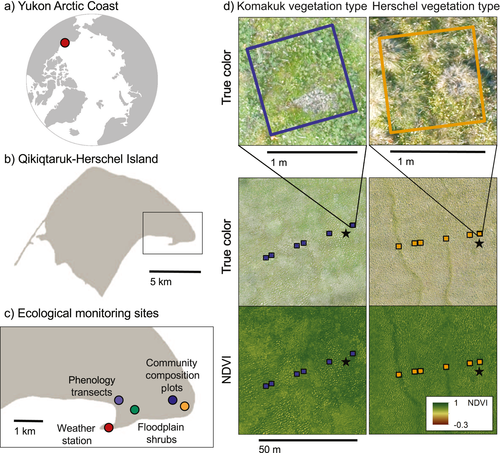 a) Yukon Arctic Coast
b) Qikiqtaruk-Herschel Island
5 km
c) Ecological monitoring sites
Phenology
transects
Community
composition
plots
1 km
Weather
station
Floodplain
shrubs
d) Komakuk vegetation type
Herschel vegetation type
True color
1 m
1 m
True color
NDVI
1 NDVI
-0.3
50 m